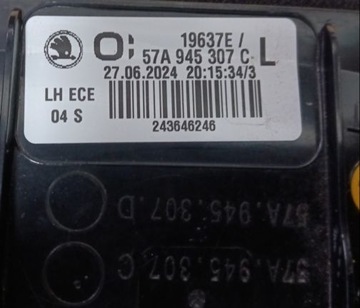 19637E /
57A 945 307 C L
27.06.2024 20:15:34/3
LH ECE
04 S
243646246
57A.945.307.D
57A.945.307.C